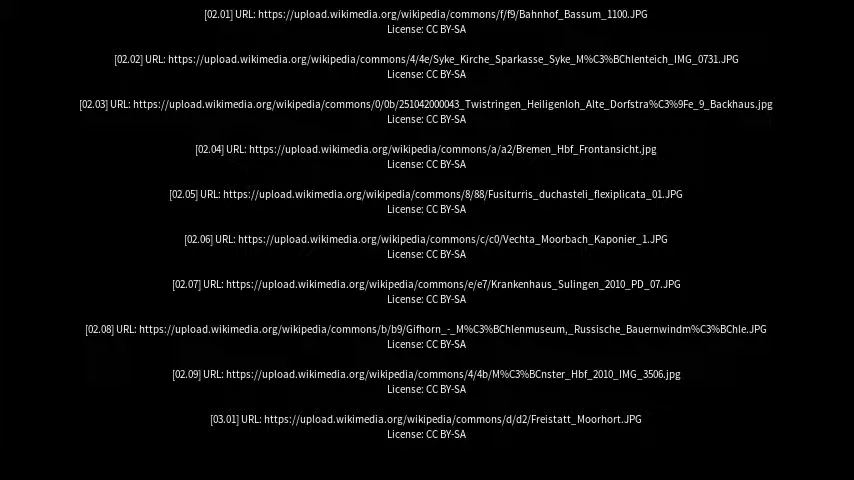 [02.01] URL: https://upload.wikimedia.org/wikipedia/commons/f/f9/Bahnhof_Bassum_1100.JPG
License: CC BY-SA
[02.02] URL: https://upload.wikimedia.org/wikipedia/commons/4/4e/Syke_Kirche_Sparkasse_Syke_M%C3%BChlenteich_IMG_0731.JPG
License: CC BY-SA
[02.03] URL: https://upload.wikimedia.org/wikipedia/commons/0/0b/251042000043_Twistringen_Heiligenloh_Alte_Dorfstra%C3%9Fe_9_Backhaus.jpg
License: CC BY-SA
[02.04] URL: https://upload.wikimedia.org/wikipedia/commons/a/a2/Bremen_Hbf_Frontansicht.jpg
License: CC BY-SA
[02.05] URL: https://upload.wikimedia.org/wikipedia/commons/8/88/Fusiturris_duchasteli_flexiplicata_01.JPG
License: CC BY-SA
[02.06] URL: https://upload.wikimedia.org/wikipedia/commons/c/c0/Vechta_Moorbach_Kaponier_1.JPG
License: CC BY-SA
[02.07] URL: https://upload.wikimedia.org/wikipedia/commons/e/e7/Krankenhaus_Sulingen_2010_PD_07.JPG
License: CC BY-SA
[02.08] URL: https://upload.wikimedia.org/wikipedia/commons/b/b9/Gifhorn_-_M%C3%BChlenmuseum,_Russische_Bauernwindm%C3%BChle.JPG
License: CC BY-SA
[02.09] URL: https://upload.wikimedia.org/wikipedia/commons/4/4b/M%C3%BCnster_Hbf_2010_IMG_3506.jpg
License: CC BY-SA
[03.01] URL: https://upload.wikimedia.org/wikipedia/commons/d/d2/Freistatt_Moorhort.JPG
License: CC BY-SA